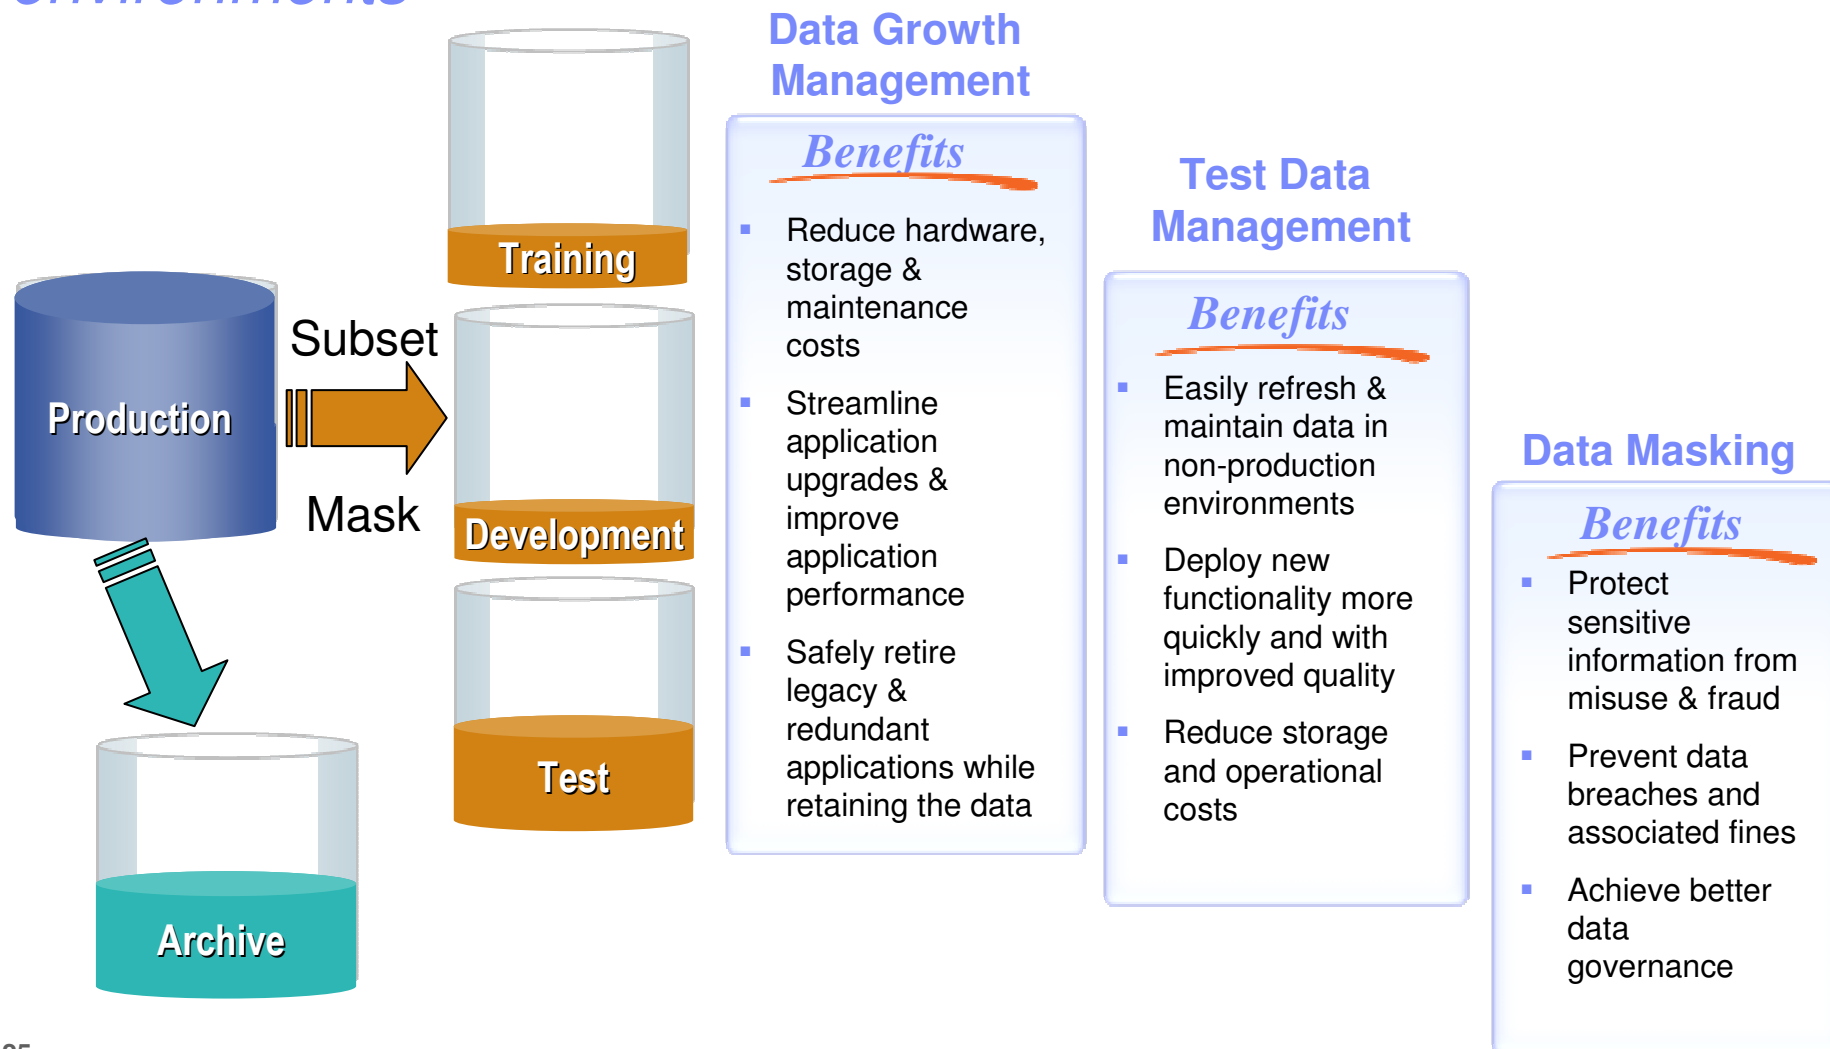 environments
Data Growth
Management
Benefits
Reduce hardware,
storage &
maintenance
costs
Streamline
application
upgrades &
improve
application
performance
Safely retire
legacy &
redundant
applications while
retaining the data
Test Data
Management
Benefits
Easily refresh &
maintain data in
non-production
environments
Deploy new
functionality more
quickly and with
improved quality
Reduce storage
and operational
costs
Data Masking
Benefits
Protect
sensitive
information from
misuse & fraud
Prevent data
breaches and
associated fines
Achieve better
data
governance
Production
Subset
Mask
Training
Development
Test
Archive